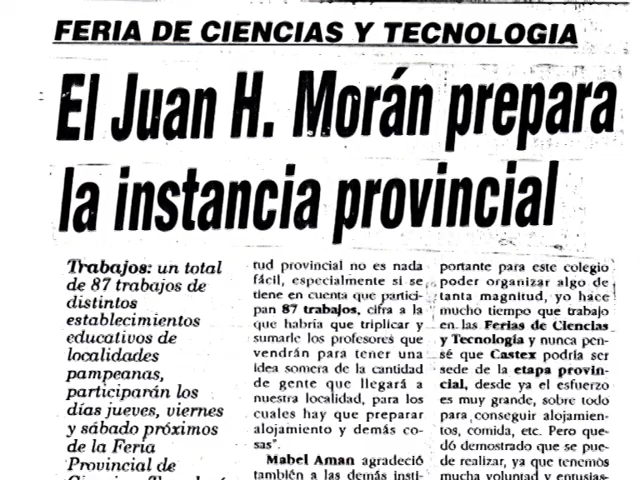 FERIA DE CIENCIAS Y TECNOLOGIA
El Juan H. Morán prepara
la instancia provincial
Trabajos: un total
de 87 trabajos de
distintos
establecimientos
educativos de
localidades
pampeanas,
participarán los
días jueves, viernes
y sábado próximos
de la Feria
Provincial de
tud provincial no es nada
fácil, especialmente si se
tiene en cuenta que partici-
pan 87 trabajos, cifra a la
que habría que triplicar y
sumarle los profesores que
vendrán para tener una
idea somera de la cantidad
de gente que llegará a
nuestra localidad, para los
cuales hay que preparar
alojamiento y demás co-
sas".
Mabel Aman agradeció
también a las demás insti-
portante para este colegio
poder organizar algo de
tanta magnitud, yo hace
mucho tiempo que trabajo
en las Ferias de Ciencias
y Tecnología y nunca pen-
sé que Castex podría ser
sede de la etapa provin-
cial, desde ya el esfuerzo
es muy grande, sobre todo
para conseguir alojamien-
tos, comida, etc. Pero que-
dó demostrado que se pue-
de realizar, ya que tenemos
mucha voluntad y entusias-